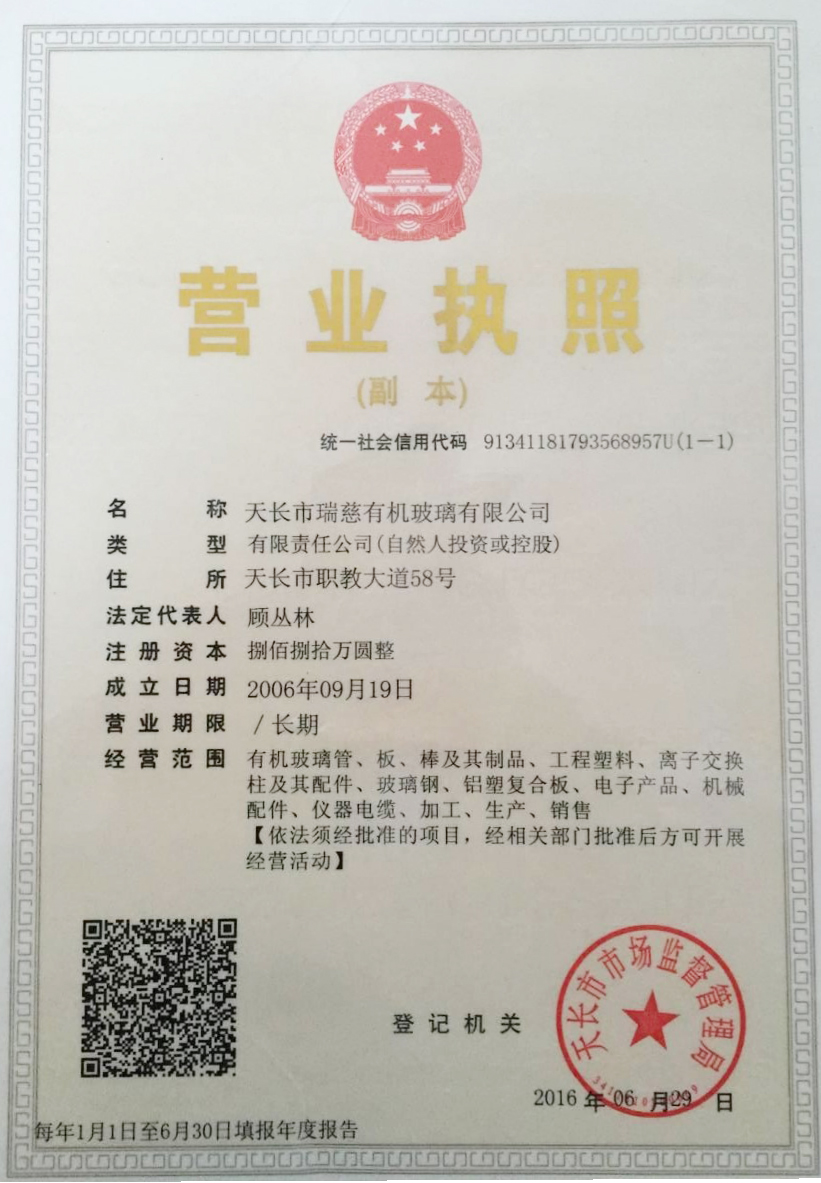 营业执照
(副 本)
统一社会信用代码 91341181793568957U(1-1)
名 称 天长市瑞慈有机玻璃有限公司
类 型 有限责任公司(自然人投资或控股)
住 所 天长市职教大道58号
法定代表人 顾丛林
注册资本 捌佰捌拾万圆整
成立日期 2006年09月19日
营业期限 / 长期
经营范围 有机玻璃管、板、棒及其制品、工程塑料、离子交换
柱及其配件、玻璃钢、铝塑复合板、电子产品、机械
配件、仪器电缆、加工、生产、销售
【依法须经批准的项目，经相关部门批准后方可开展
经营活动】
天长市市场监督管理局
登记机关
2016 年 06 月 29 日
每年1月1日至6月30日填报年度报告